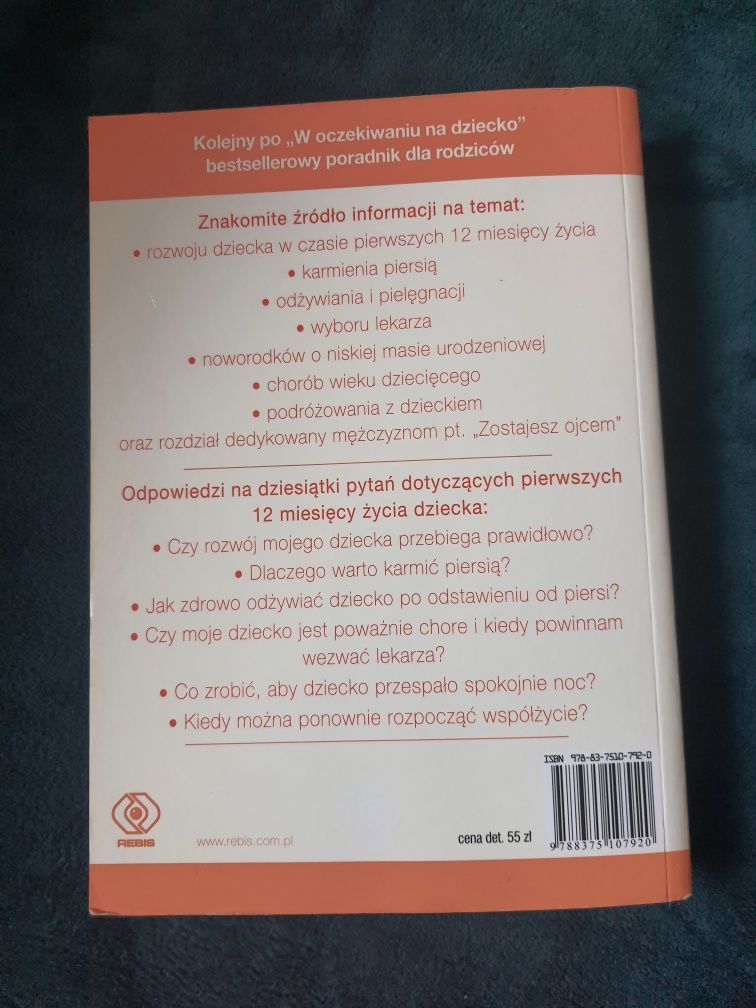 Kolejny po „W oczekiwaniu na dziecko”
bestsellerowy poradnik dla rodziców
Znakomite źródło informacji na temat:
• rozwoju dziecka w czasie pierwszych 12 miesięcy życia
• karmienia piersią
• odżywiania i pielęgnacji
• wyboru lekarza
• noworodków o niskiej masie urodzeniowej
• chorób wieku dziecięcego
• podróżowania z dzieckiem
oraz rozdział dedykowany mężczyznom pt. „Zostajesz ojcem”
Odpowiedzi na dziesiątki pytań dotyczących pierwszych
12 miesięcy życia dziecka:
• Czy rozwój mojego dziecka przebiega prawidłowo?
• Dlaczego warto karmić piersią?
• Jak zdrowo odżywiać dziecko po odstawieniu od piersi?
• Czy moje dziecko jest poważnie chore i kiedy powinnam
wezwać lekarza?
• Co zrobić, aby dziecko przespało spokojnie noc?
• Kiedy można ponownie rozpocząć współżycie?
ISBN 978-83-7510-792-0
REBIS
www.rebis.com.pl
cena det. 55 zł
9 788375 107920